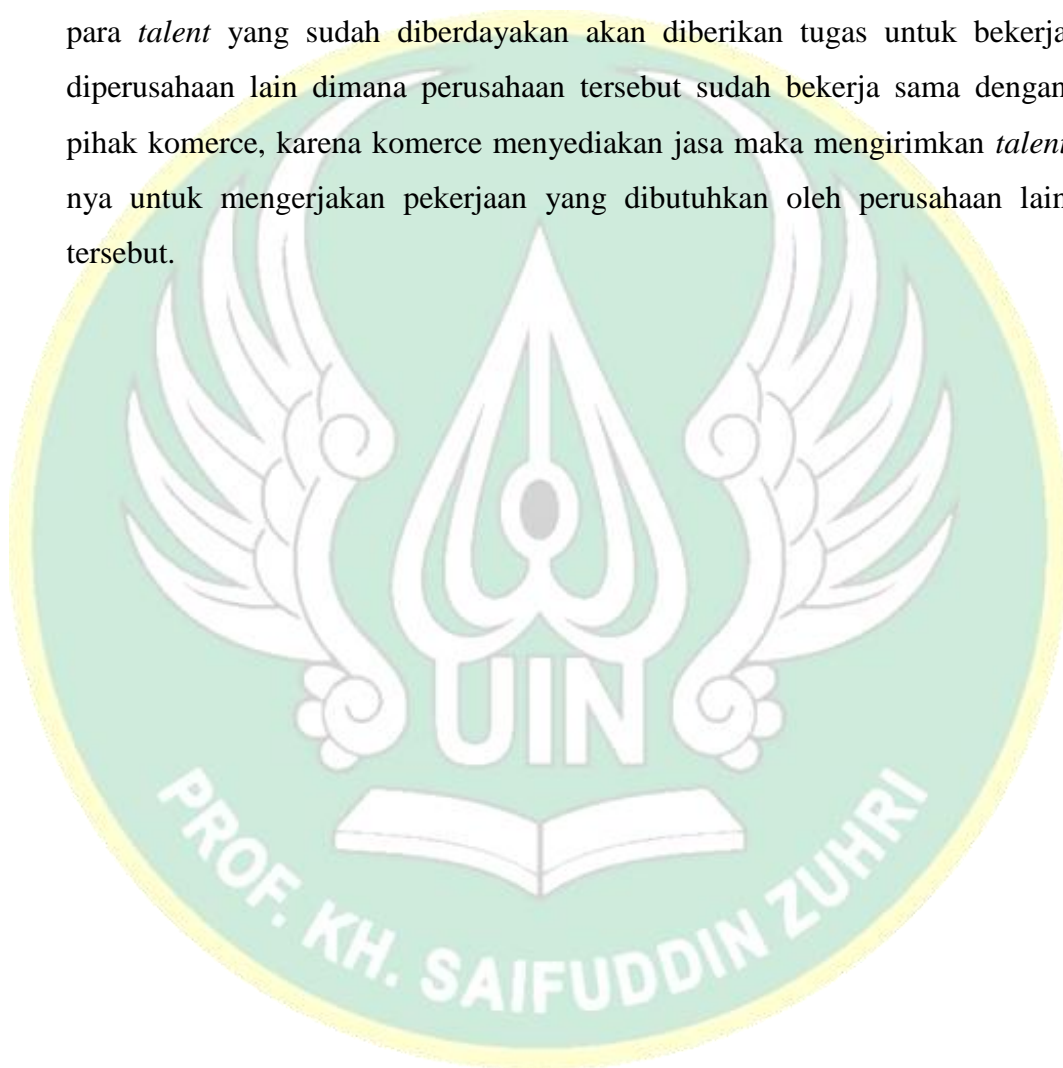 para talent yang sudah diberdayakan akan diberikan tugas untuk bekerja
diperusahaan lain dimana perusahaan tersebut sudah bekerja sama dengan
pihak komerce, karena komerce menyediakan jasa maka mengirimkan talent
nya untuk mengerjakan pekerjaan yang dibutuhkan oleh perusahaan lain
tersebut.
UIN
PROF. KH. SAIFUDDIN ZUHRI